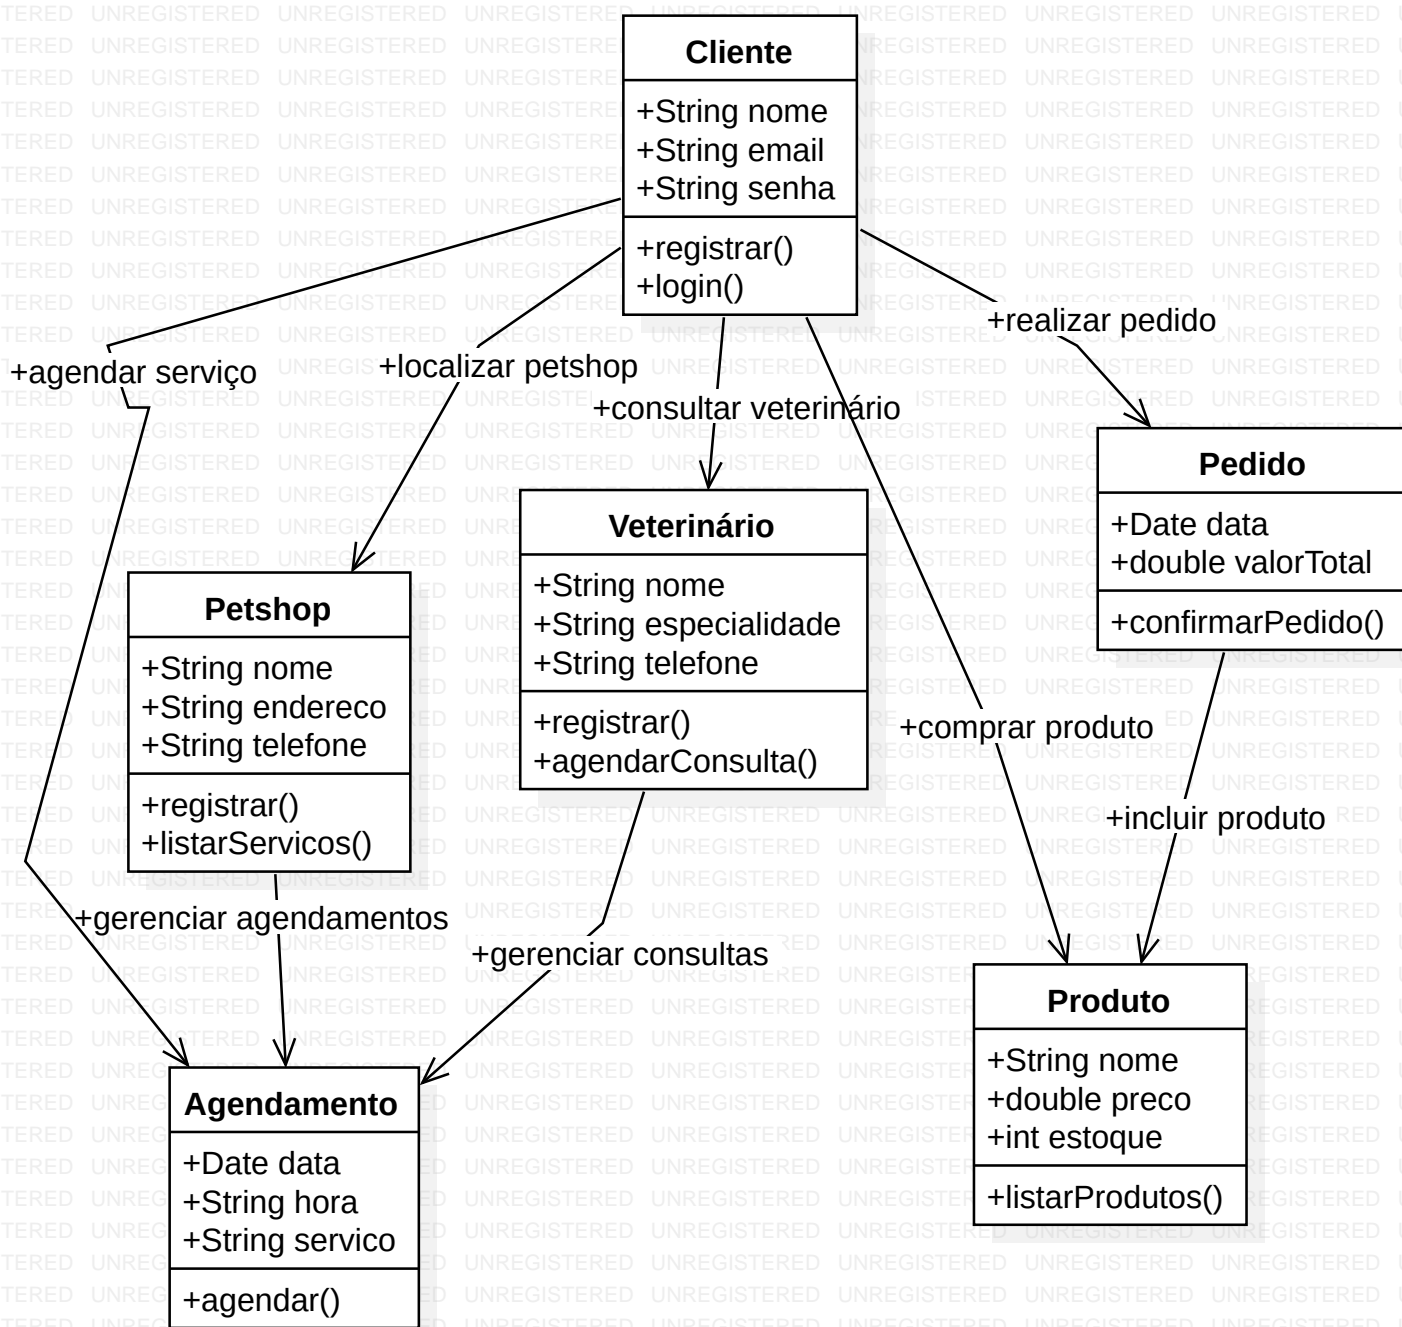 Cliente
+String nome
+String email
+String senha
+registrar()
+login()
+realizar pedido
+agendar serviço
+localizar petshop
+consultar veterinário
Pedido
+Date data
+double valorTotal
+confirmarPedido()
Veterinário
+String nome
+String especialidade
+String telefone
+registrar()
+agendarConsulta()
Petshop
+String nome
+String endereco
+String telefone
+registrar()
+listarServicos()
+comprar produto
+incluir produto
+gerenciar agendamentos
+gerenciar consultas
Produto
+String nome
+double preco
+int estoque
+listarProdutos()
Agendamento
+Date data
+String hora
+String servico
+agendar()
UNREGISTERED